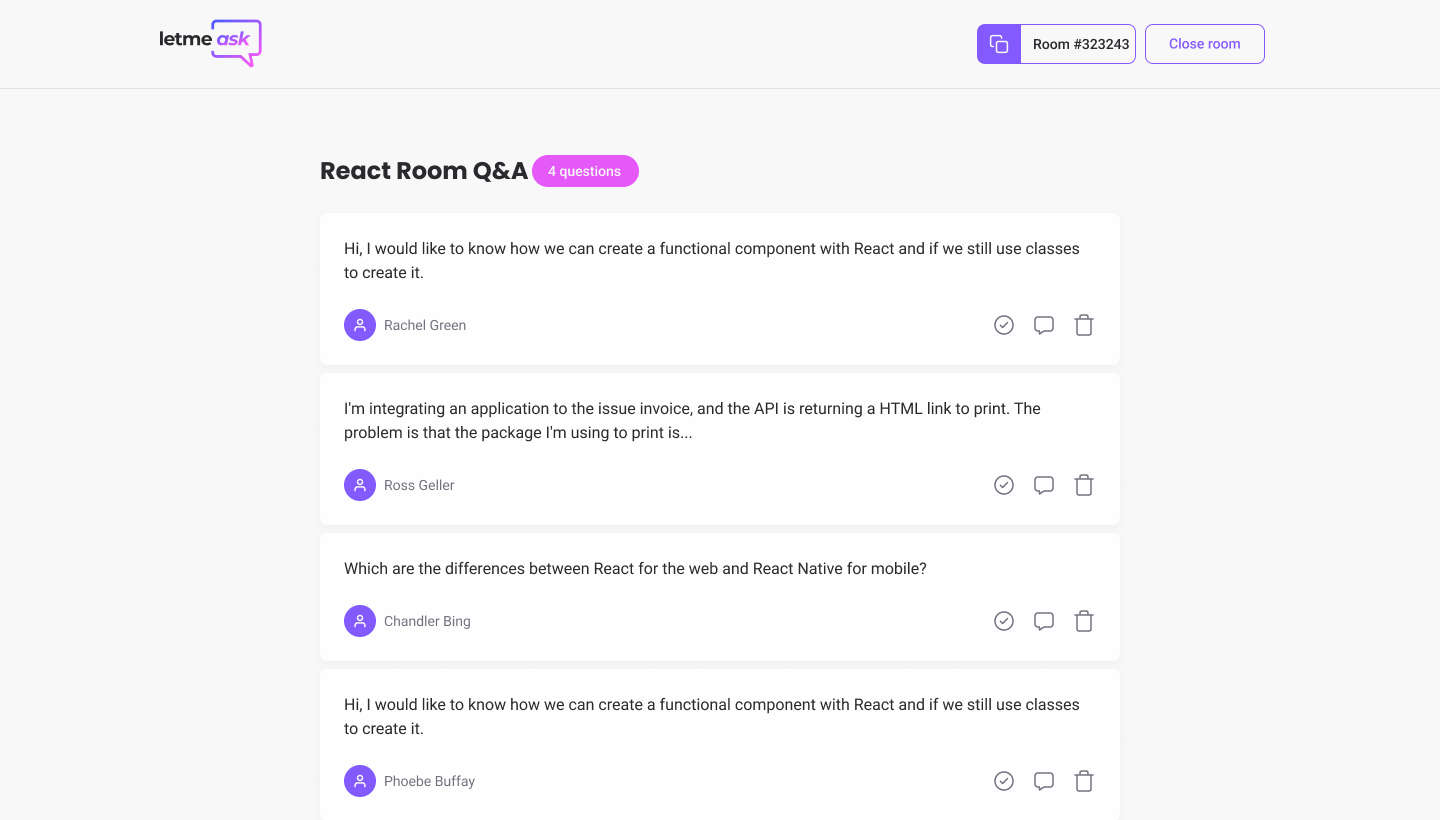 letme ask
Room #323243
Close room
React Room Q&A
4 questions
Hi, I would like to know how we can create a functional component with React and if we still use classes
to create it.
Rachel Green
I'm integrating an application to the issue invoice, and the API is returning a HTML link to print. The
problem is that the package I'm using to print is...
Ross Geller
Which are the differences between React for the web and React Native for mobile?
Chandler Bing
Hi, I would like to know how we can create a functional component with React and if we still use classes
to create it.
Phoebe Buffay